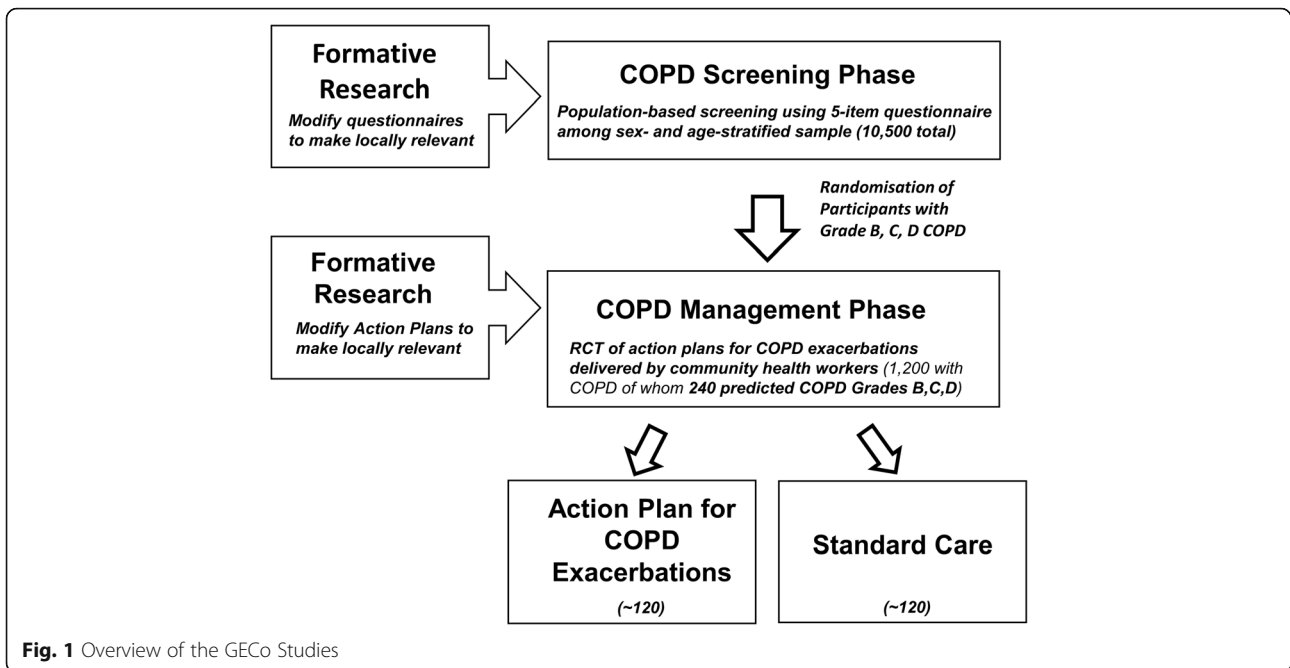 Formative
Research
Modify questionnaires
to make locally relevant
COPD Screening Phase
Population-based screening using 5-item questionnaire
among sex- and age-stratified sample (10,500 total)
Randomisation of
Participants with
Grade B, C, D COPD
Formative
Research
Modify Action Plans to
make locally relevant
COPD Management Phase
RCT of action plans for COPD exacerbations
delivered by community health workers (1,200 with
COPD of whom 240 predicted COPD Grades B,C,D)
Action Plan for
COPD
Exacerbations
(~120)
Standard Care
(~120)
Fig. 1 Overview of the GECo Studies